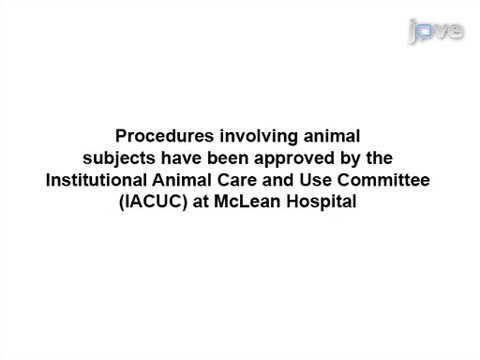 jove
Procedures involving animal
subjects have been approved by the
Institutional Animal Care and Use Committee
(IACUC) at McLean Hospital